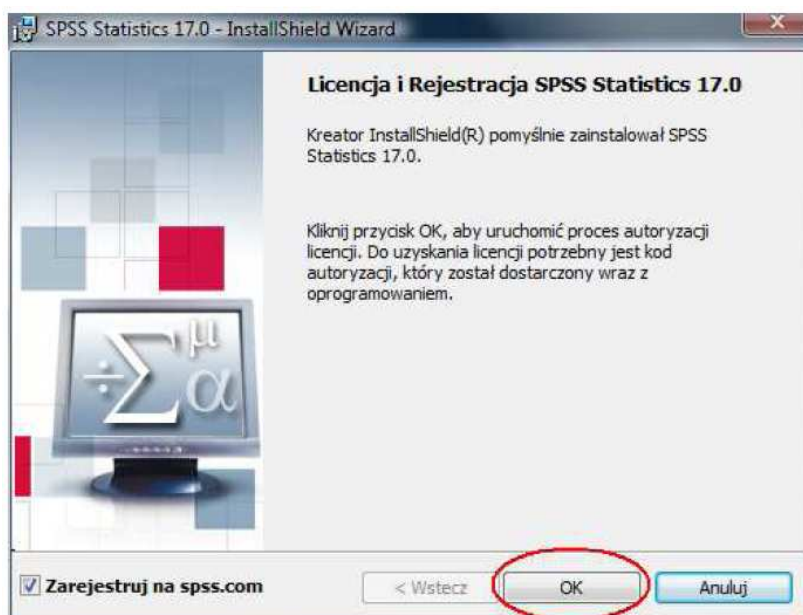 SPSS Statistics 17.0 - InstallShield Wizard
Licencja i Rejestracja SPSS Statistics 17.0
Kreator InstallShield(R) pomyślnie zainstalował SPSS
Statistics 17.0.
Kliknij przycisk OK, aby uruchomić proces autoryzacji
licencji. Do uzyskania licencji potrzebny jest kod
autoryzacji, który został dostarczony wraz z
oprogramowaniem.
÷Σμα
Zarejestruj na spss.com
< Wstecz
OK
Anuluj